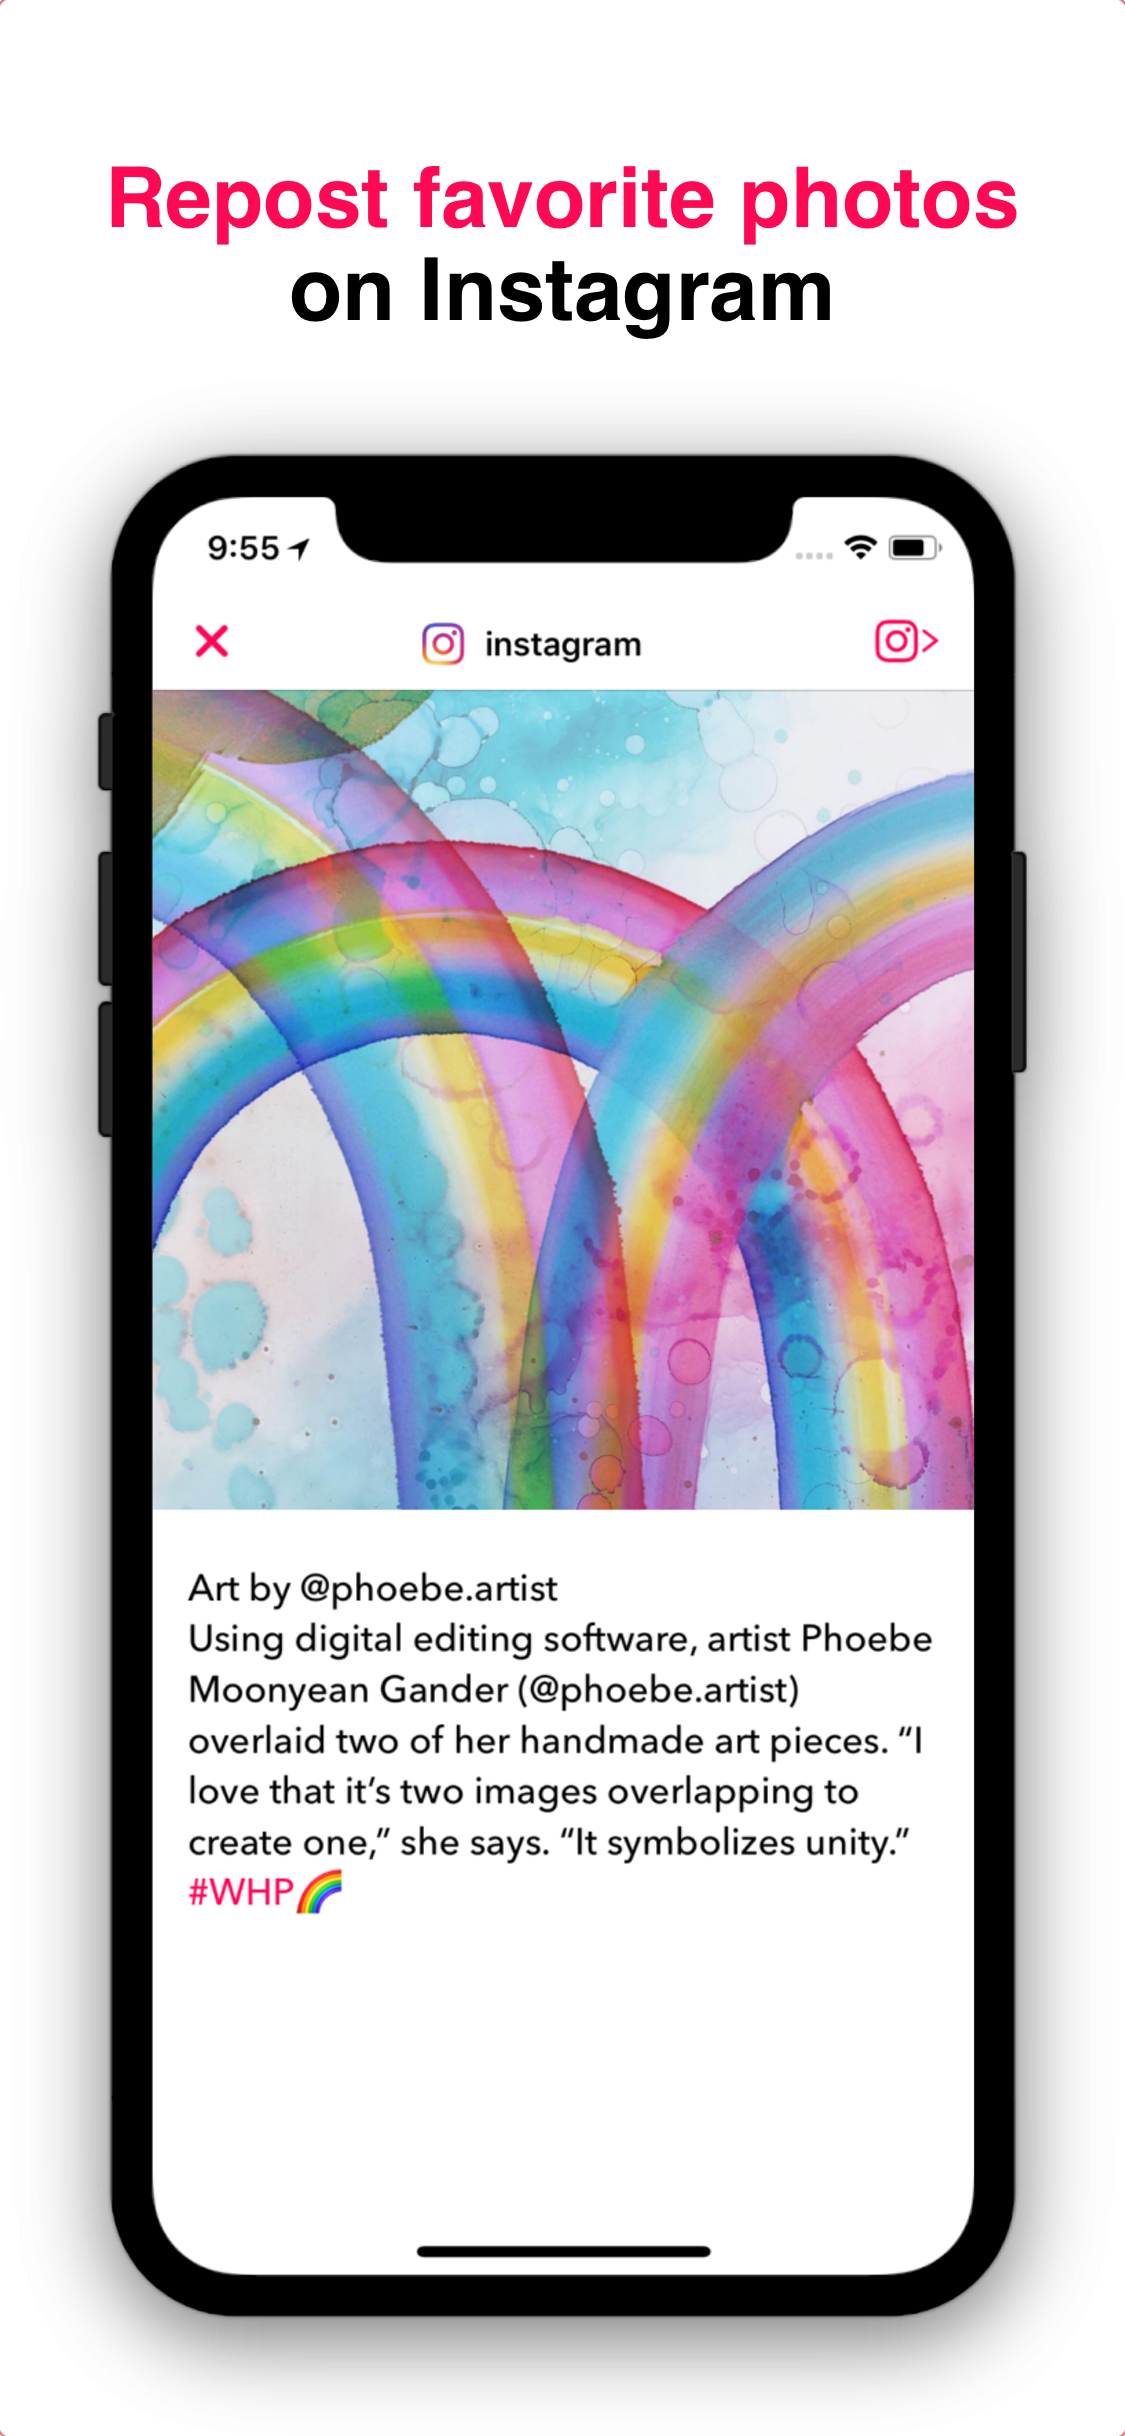 Repost favorite photos
on Instagram
9:55
instagram
Art by @phoebe.artist
Using digital editing software, artist Phoebe
Moonyean Gander (@phoebe.artist)
overlaid two of her handmade art pieces. “I
love that it’s two images overlapping to
create one,” she says. “It symbolizes unity.”
#WHP🌈